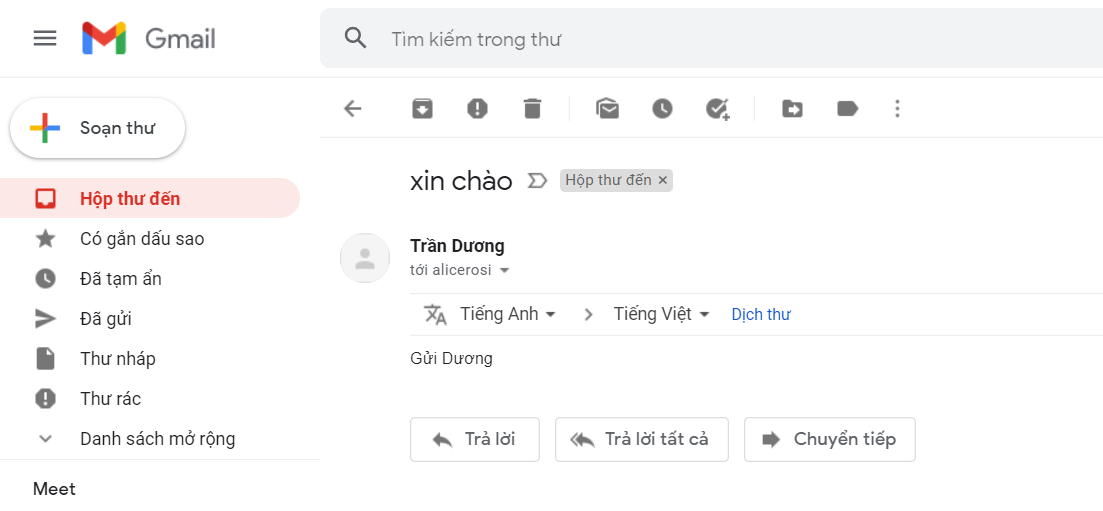 Gmail
Tìm kiếm trong thư
Soạn thư
Hộp thư đến
Có gắn dấu sao
Đã tạm ẩn
Đã gửi
Thư nháp
Thư rác
Danh sách mở rộng
Meet
xin chào Hộp thư đến ×
Trần Dương
tới alicerosi
Tiếng Anh > Tiếng Việt Dịch thư
Gửi Dương
Trả lời Trả lời tất cả Chuyển tiếp